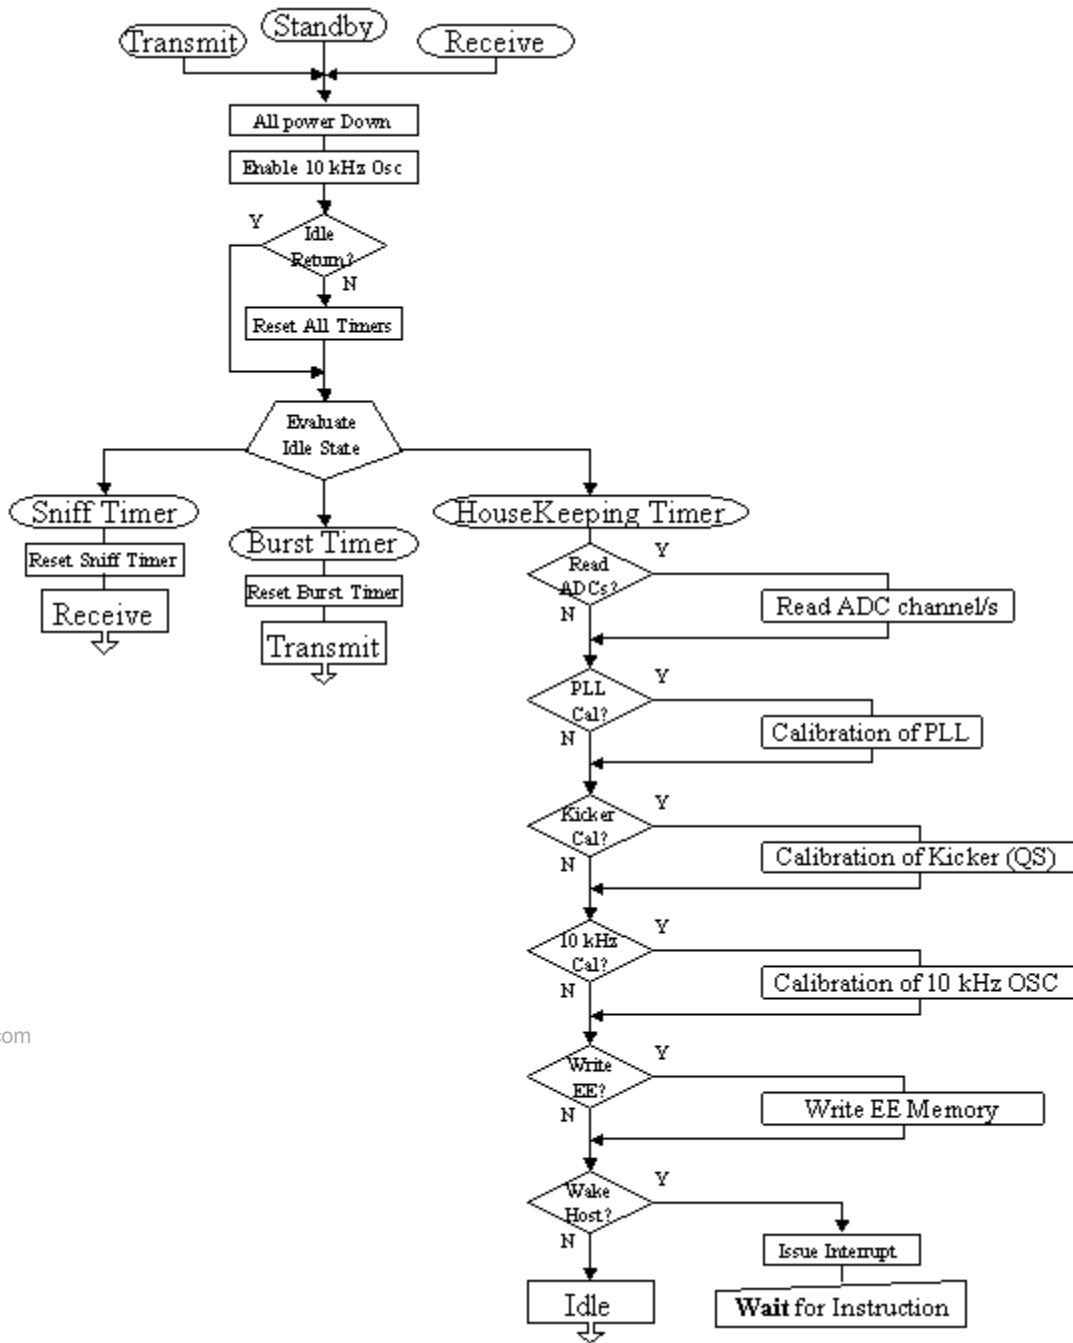 Transmit
Standby
Receive
All power Down
Enable 10 kHz Osc
Y
Idle
Return?
N
Reset All Timers
Evaluate
Idle State
Sniff Timer
Reset Sniff Timer
Receive
Burst Timer
Reset Burst Timer
Transmit
HouseKeeping Timer
Read
ADCs?
Y
N
Read ADC channel/s
PLL
Cal?
Y
N
Calibration of PLL
Kicker
Cal?
Y
N
Calibration of Kicker (QS)
10 kHz
Cal?
Y
N
Calibration of 10 kHz OSC
com
Write
EE?
Y
N
Write EE Memory
Wake
Host?
Y
N
Issue Interrupt
Wait for Instruction
Idle